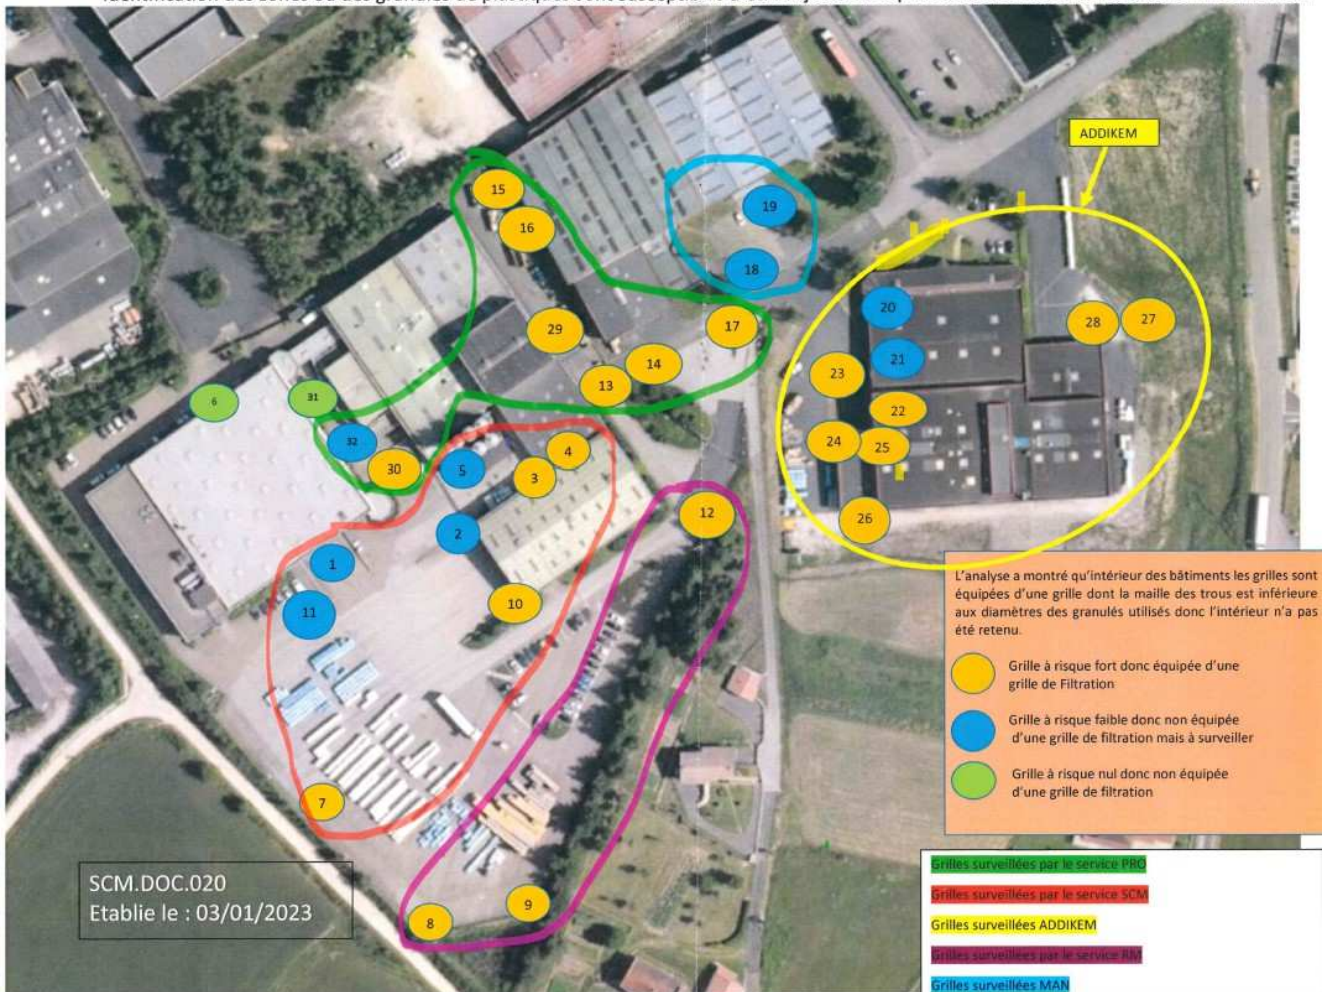 ADDIKEM
15
19
16
18
20
17
28
27
29
21
14
23
13
6
31
22
32
4
24
25
30
5
3
12
26
2
1
10
11
7
9
8
L'analyse a montré qu'intérieur des bâtiments les grilles sont
équipées d'une grille dont la maille des trous est inférieure
aux diamètres des granulés utilisés donc l'intérieur n'a pas
été retenu.
Grille à risque fort donc équipée d'une
grille de Filtration
Grille à risque faible donc non équipée
d'une grille de filtration mais à surveiller
Grille à risque nul donc non équipée
d'une grille de filtration
SCM.DOC.020
Etablie le : 03/01/2023
Grilles surveillées par le service PRO
Grilles surveillées par le service SCM
Grilles surveillées ADDIKEM
Grilles surveillées par le service RM
Grilles surveillées MAN